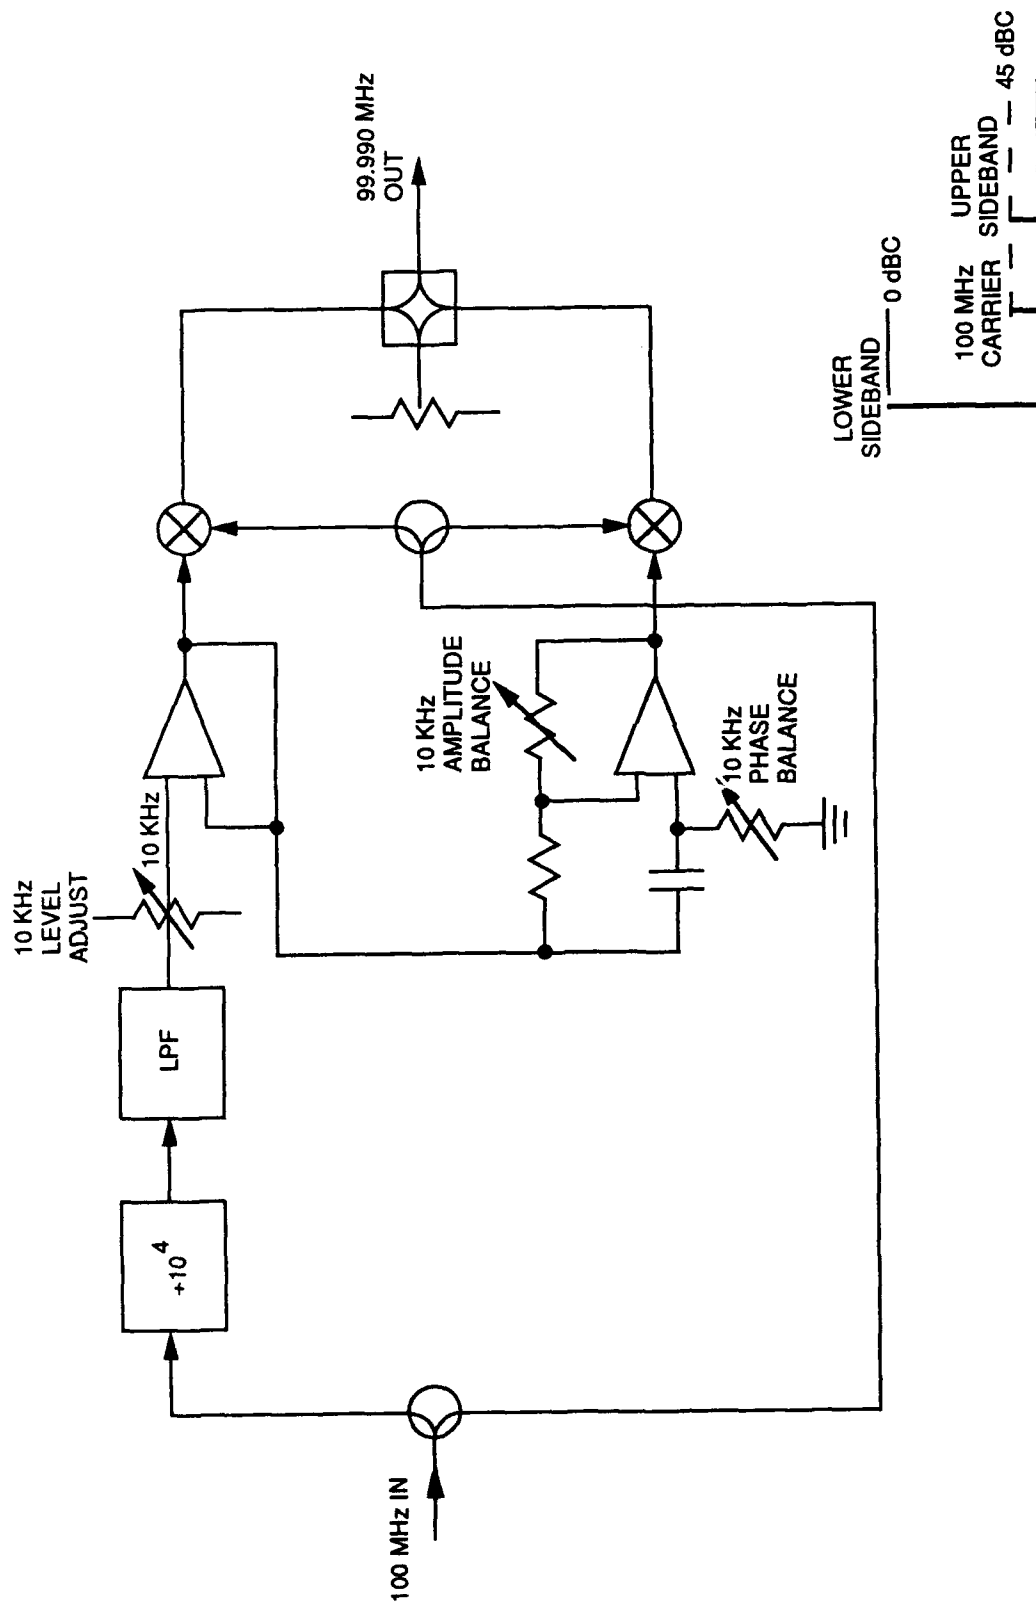 10 KHz
LEVEL
ADJUST
10 KHz
+10⁴
LPF
99.990 MHz
OUT
100 MHz IN
10 KHz
AMPLITUDE
BALANCE
10 KHz
PHASE
BALANCE
LOWER
SIDEBAND
0 dBC
100 MHz
CARRIER
UPPER
SIDEBAND
45 dBC